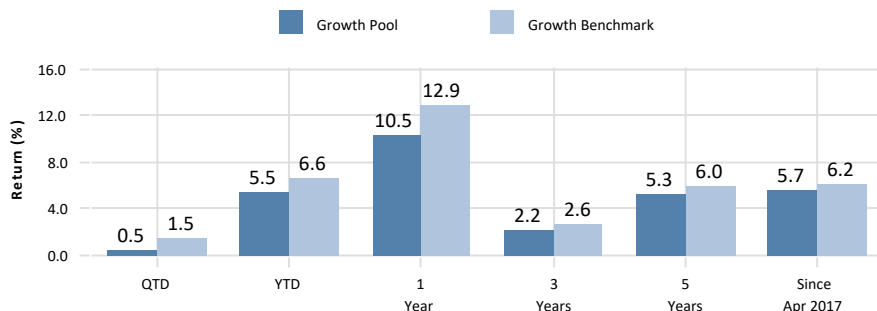 Growth Pool Growth Benchmark
16.0
12.0
8.0
4.0
0.0
Return (%)
0.5 1.5
5.5 6.6
10.5 12.9
2.2 2.6
5.3 6.0
5.7 6.2
QTD YTD 1 3 5 Since
Year Years Years Apr 2017